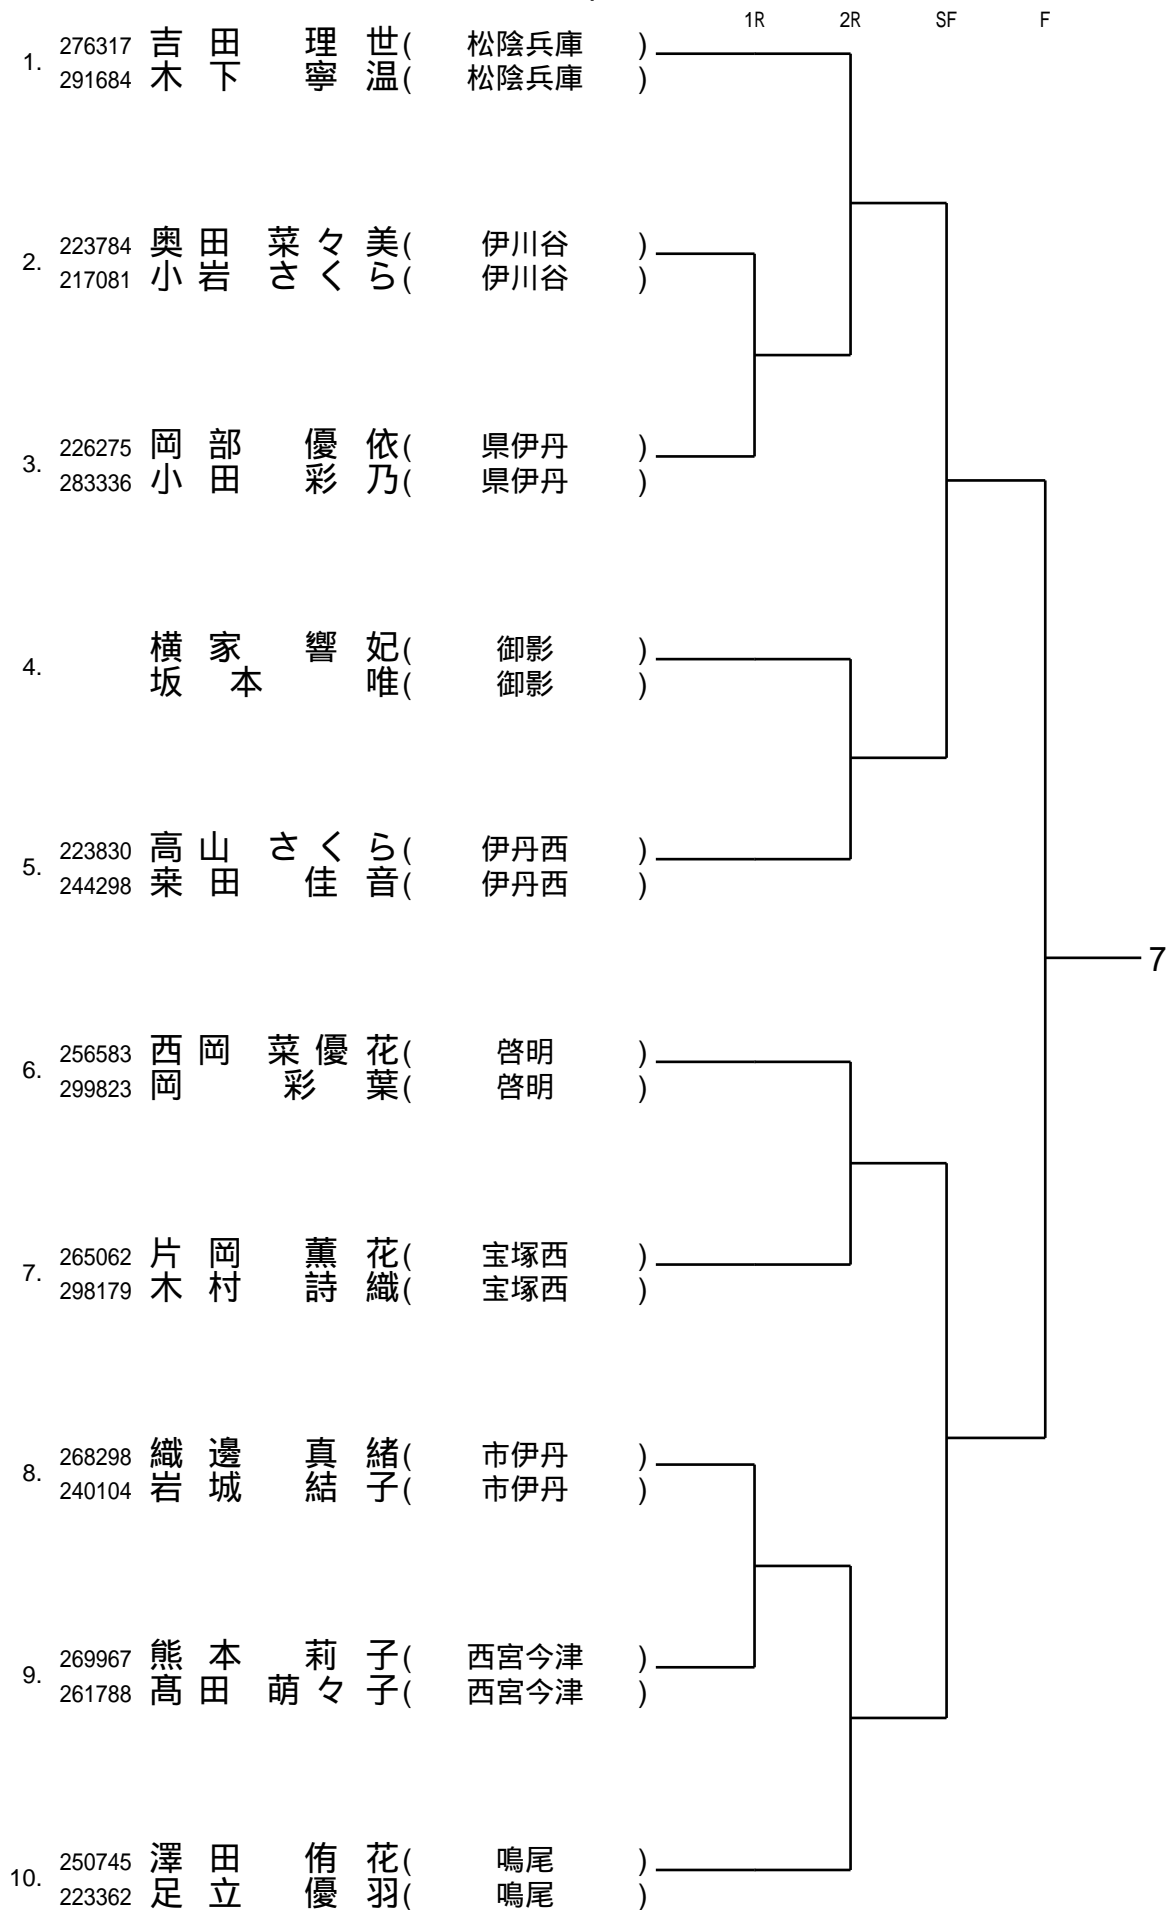 1R 2R SF F
1. 276317 吉田 理世( 松陰兵庫 )
291684 木下 寧温( 松陰兵庫 )
2. 223784 奥田 菜々美( 伊川谷 )
217081 小岩 さくら( 伊川谷 )
3. 226275 岡部 優依( 県伊丹 )
283336 小田 彩乃( 県伊丹 )
4. 横家 響妃( 御影 )
坂本 唯( 御影 )
5. 223830 高山 さくら( 伊丹西 )
244298 桒田 佳音( 伊丹西 )
7
6. 256583 西岡 菜優花( 啓明 )
299823 岡 彩葉( 啓明 )
7. 265062 片岡 薫花( 宝塚西 )
298179 木村 詩織( 宝塚西 )
8. 268298 織邊 真緒( 市伊丹 )
240104 岩城 結子( 市伊丹 )
9. 269967 熊本 莉子( 西宮今津 )
261788 髙田 萌々子( 西宮今津 )
10. 250745 澤田 侑花( 鳴尾 )
223362 足立 優羽( 鳴尾 )